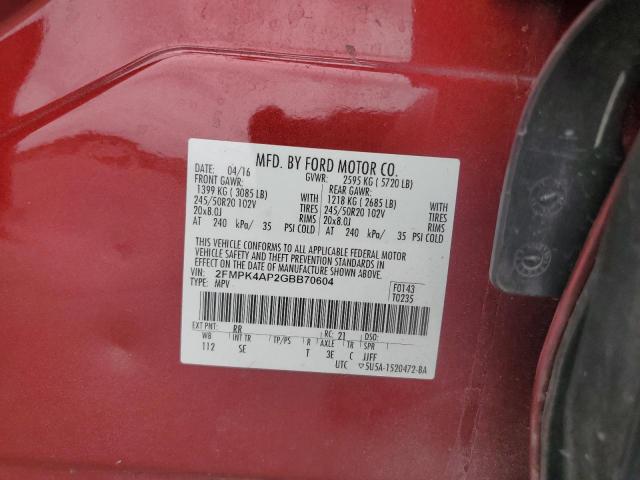 MFD. BY FORD MOTOR CO.
DATE: 04/16 GVWR: 2595 KG ( 5720 LB)
FRONT GAWR: REAR GAWR:
1399 KG ( 3085 LB) WITH 1218 KG ( 2685 LB) WITH
245/50R20 102V TIRES 245/50R20 102V TIRES
20x8.0J RIMS 20x8.0J RIMS
AT 240 kPa/ 35 PSI COLD AT 240 kPa/ 35 PSI COLD
THIS VEHICLE CONFORMS TO ALL APPLICABLE FEDERAL MOTOR
VEHICLE SAFETY AND BUMPER STANDARDS AND THEFT PREVENTION STANDARDS IN
EFFECT ON THE DATE OF MANUFACTURE SHOWN ABOVE.
VIN: 2FMPK4AP2GBB70604
TYPE: MPV
F0143
T0235
EXT PNT: RR RC: 21 DSO:
WB INT TR TP/PS R AXLE TR SPR
112 SE T 3E C JJFF
UTC ▽5U5A-1520472-BA